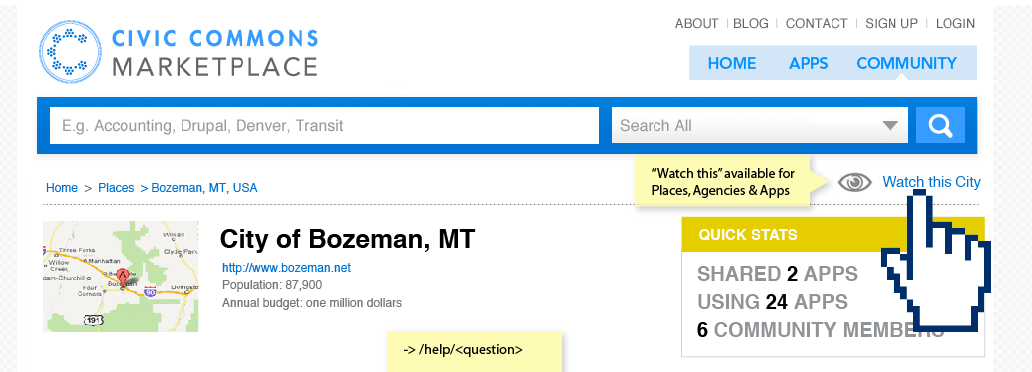 ABOUT | BLOG | CONTACT | SIGN UP | LOGIN
CIVIC COMMONS
MARKETPLACE
HOME APPS COMMUNITY
E.g. Accounting, Drupal, Denver, Transit
Search All
"Watch this" available for
Places, Agencies & Apps
Watch this City
Home > Places > Bozeman, MT, USA
City of Bozeman, MT
http://www.bozeman.net
Population: 87,900
Annual budget: one million dollars
QUICK STATS
SHARED 2 APPS
USING 24 APPS
6 COMMUNITY MEMBERS
Wilsall
Three Forks
Clyde Park
Manhattan
Willow
Creek
Four
Corners
Bozeman
90
Livingston
191
A
-> /help/<question>